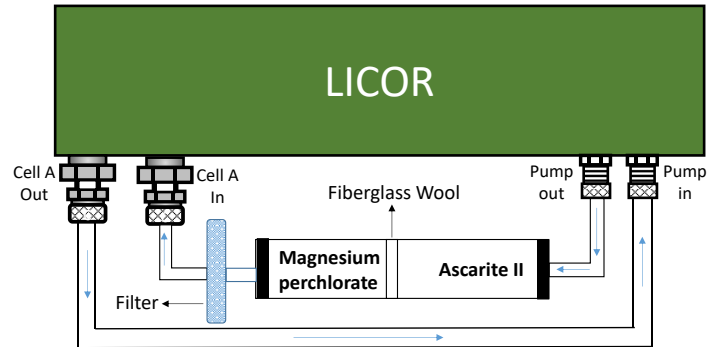 LICOR
Cell A
Out
Cell A
In
Pump
out
Pump
in
Fiberglass Wool
Magnesium
perchlorate
Ascarite II
Filter